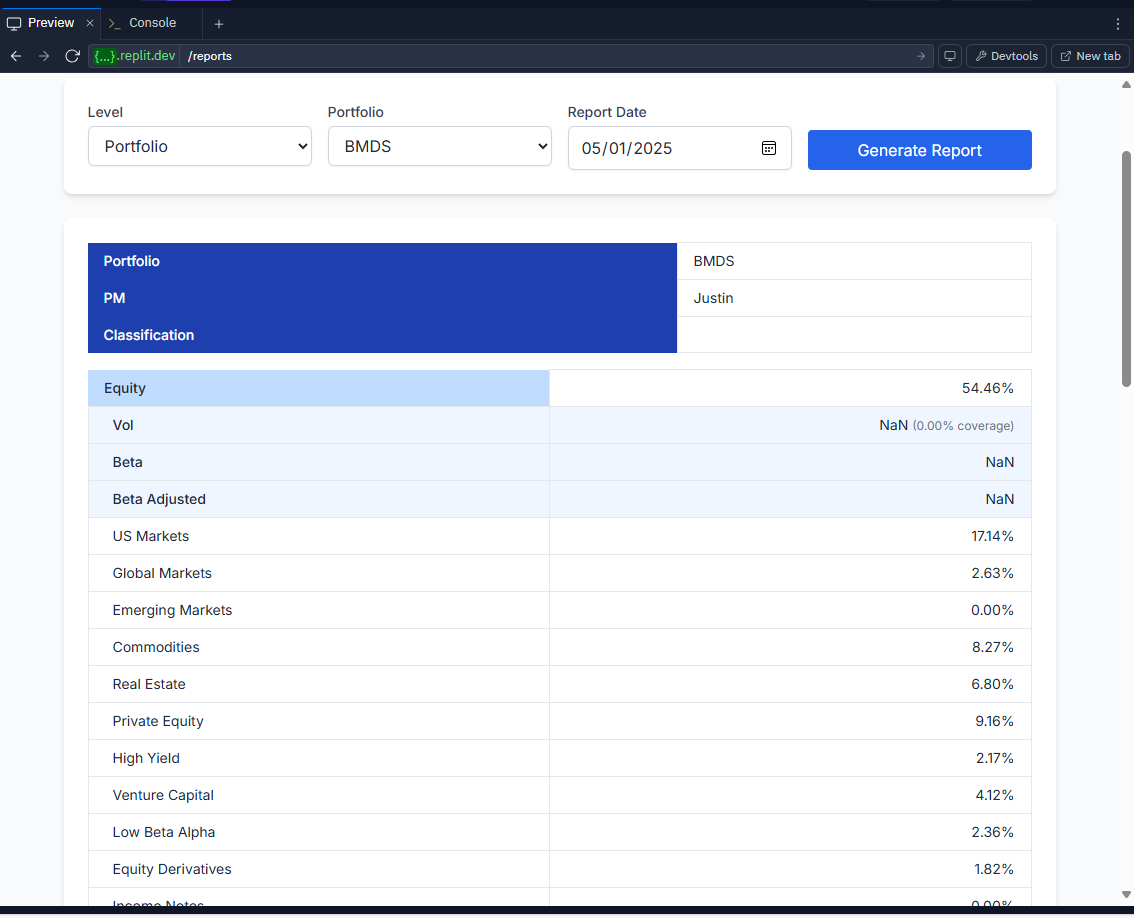 Preview × >_ Console +
{...}.replit.dev /reports Devtools New tab
Level Portfolio Report Date
Portfolio BMDS 05/01/2025 Generate Report
Portfolio BMDS
PM Justin
Classification
Equity 54.46%
Vol NaN (0.00% coverage)
Beta NaN
Beta Adjusted NaN
US Markets 17.14%
Global Markets 2.63%
Emerging Markets 0.00%
Commodities 8.27%
Real Estate 6.80%
Private Equity 9.16%
High Yield 2.17%
Venture Capital 4.12%
Low Beta Alpha 2.36%
Equity Derivatives 1.82%
Income Notes 0.00%